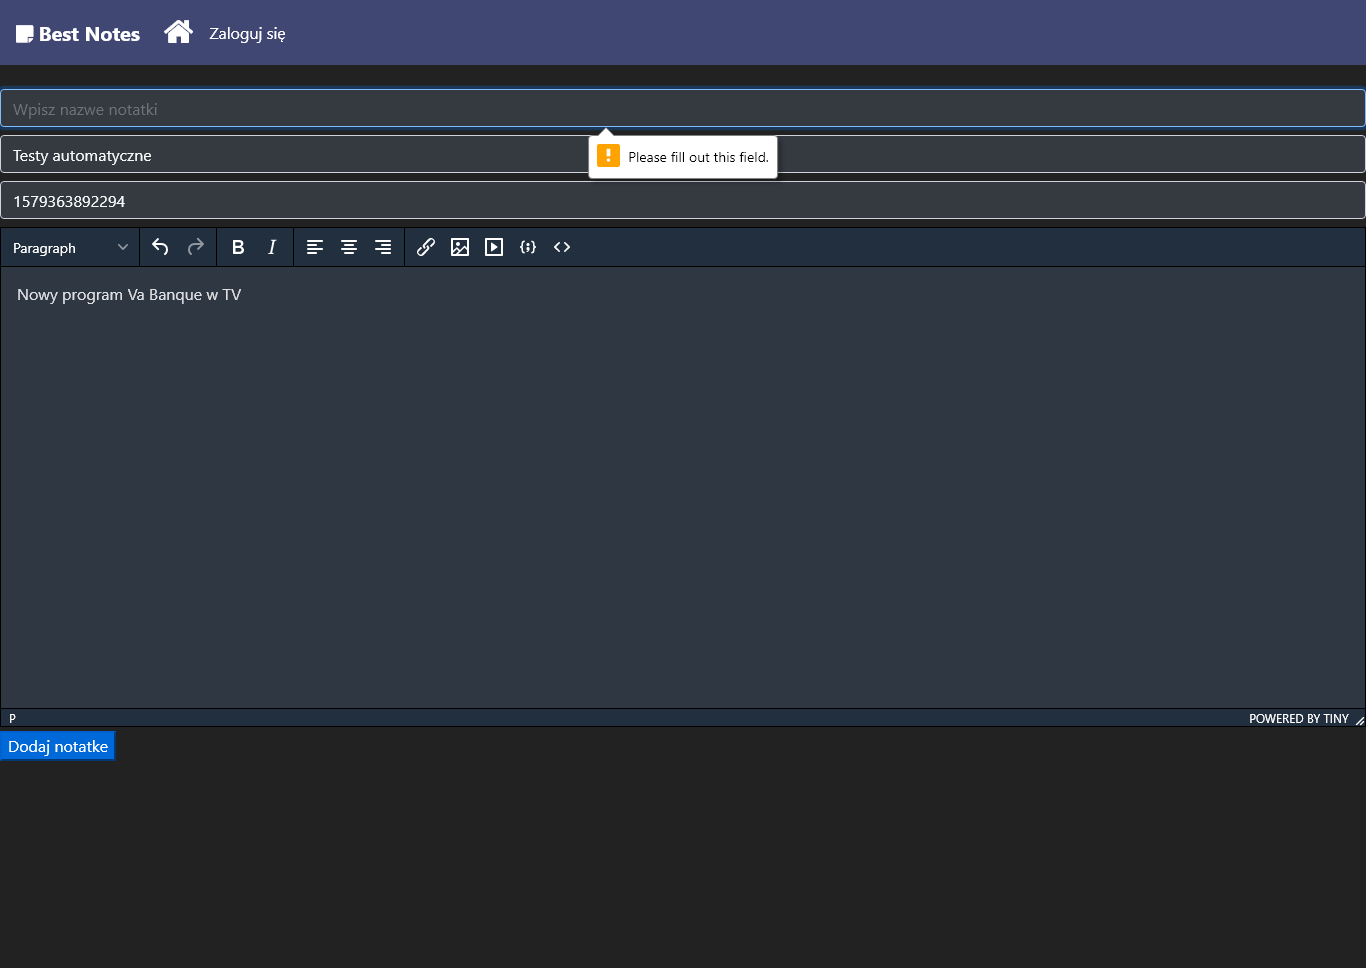 Best Notes Zaloguj się
Wpisz nazwe notatki
Please fill out this field.
Testy automatyczne
1579363892294
Paragraph B I
Nowy program Va Banque w TV
P POWERED BY TINY
Dodaj notatke